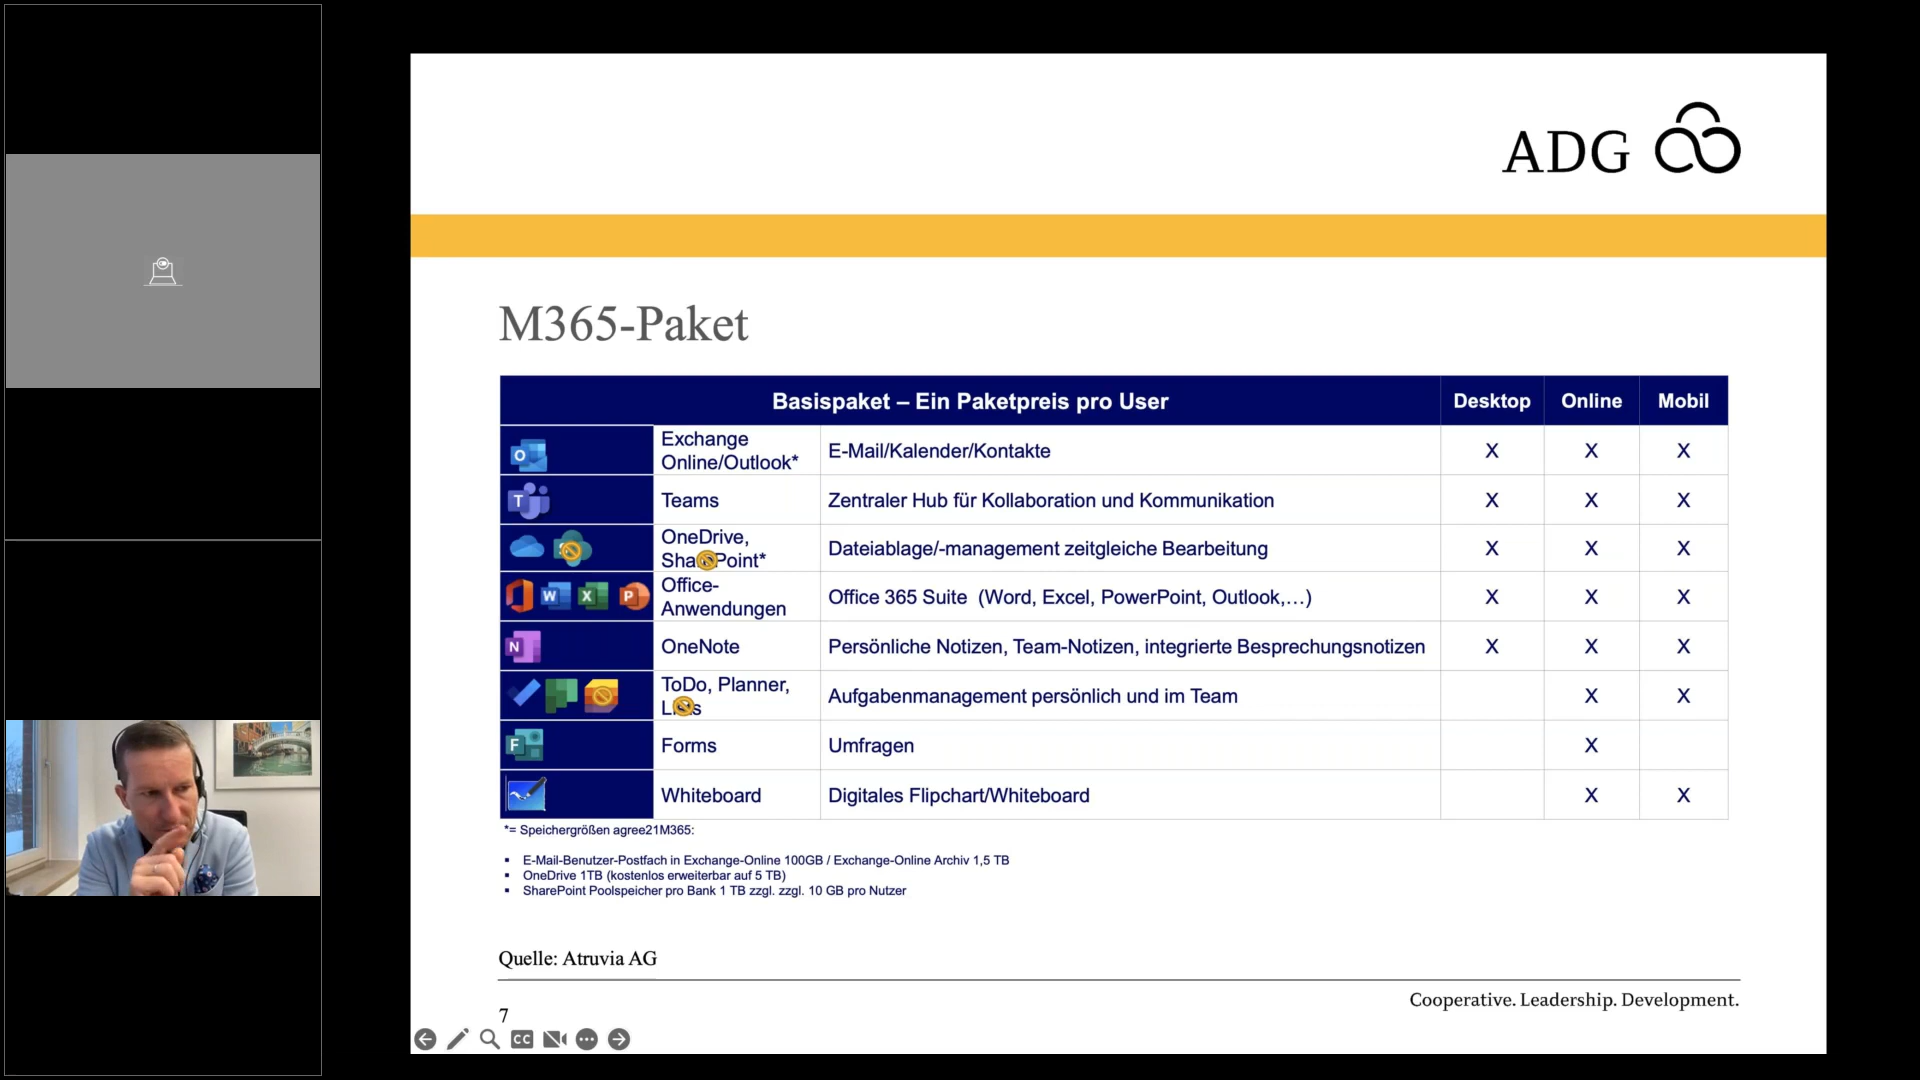 ADG
M365-Paket
Basispaket – Ein Paketpreis pro User Desktop Online Mobil
Exchange
Online/Outlook* E-Mail/Kalender/Kontakte X X X
Teams Zentraler Hub für Kollaboration und Kommunikation X X X
OneDrive,
SharePoint* Dateiablage/-management zeitgleiche Bearbeitung X X X
Office-
Anwendungen Office 365 Suite (Word, Excel, PowerPoint, Outlook,…) X X X
OneNote Persönliche Notizen, Team-Notizen, integrierte Besprechungsnotizen X X X
ToDo, Planner,
Lists Aufgabenmanagement persönlich und im Team X X
Forms Umfragen X
Whiteboard Digitales Flipchart/Whiteboard X X
*= Speichergrößen agree21M365:
▪ E-Mail-Benutzer-Postfach in Exchange-Online 100GB / Exchange-Online Archiv 1,5 TB
▪ OneDrive 1TB (kostenlos erweiterbar auf 5 TB)
▪ SharePoint Poolspeicher pro Bank 1 TB zzgl. zzgl. 10 GB pro Nutzer
Quelle: Atruvia AG
Cooperative. Leadership. Development.
7
CC